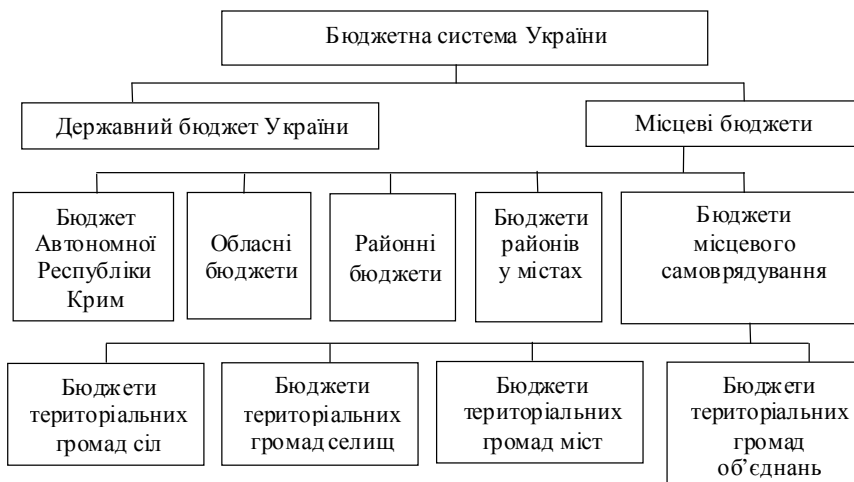 Бюджетна система України
Державний бюджет України
Місцеві бюджети
Бюджет
Автономної
Республіки
Крим
Обласні
бюджети
Районні
бюджети
Бюджети
районів
у містах
Бюджети
місцевого
самоврядування
Бюджети
територіальних
громад сіл
Бюджети
територіальних
громад селищ
Бюджети
територіальних
громад міст
Бюджети
територіальних
громад
об’єднань